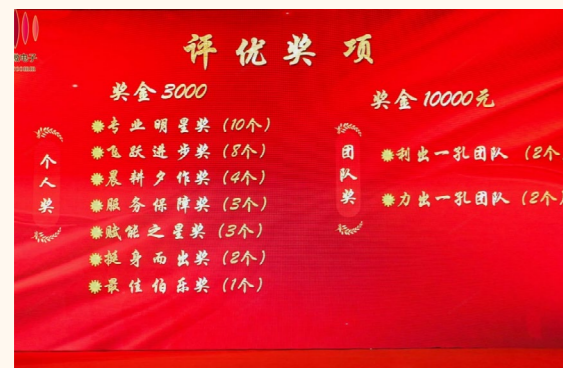 评优奖项
奖金3000
专业明星奖（10个）
飞跃进步奖（8个）
晨耕夕作奖（4个）
服务保障奖（3个）
赋能之星奖（3个）
挺身而出奖（2个）
最佳伯乐奖（1个）
个人奖
奖金10000元
团队奖
利出一孔团队（2个
力出一孔团队（2个）